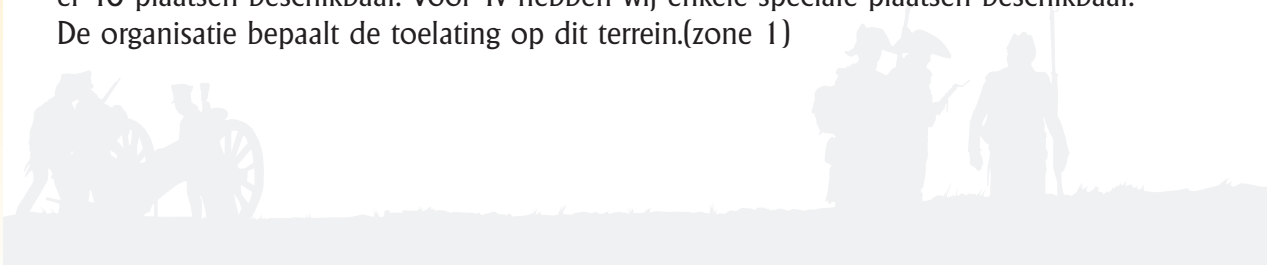 er 10 plaatsen beschikbaar. Voor TV hebben wij enkele speciale plaatsen beschikbaar.
De organisatie bepaalt de toelating op dit terrein.(zone 1)